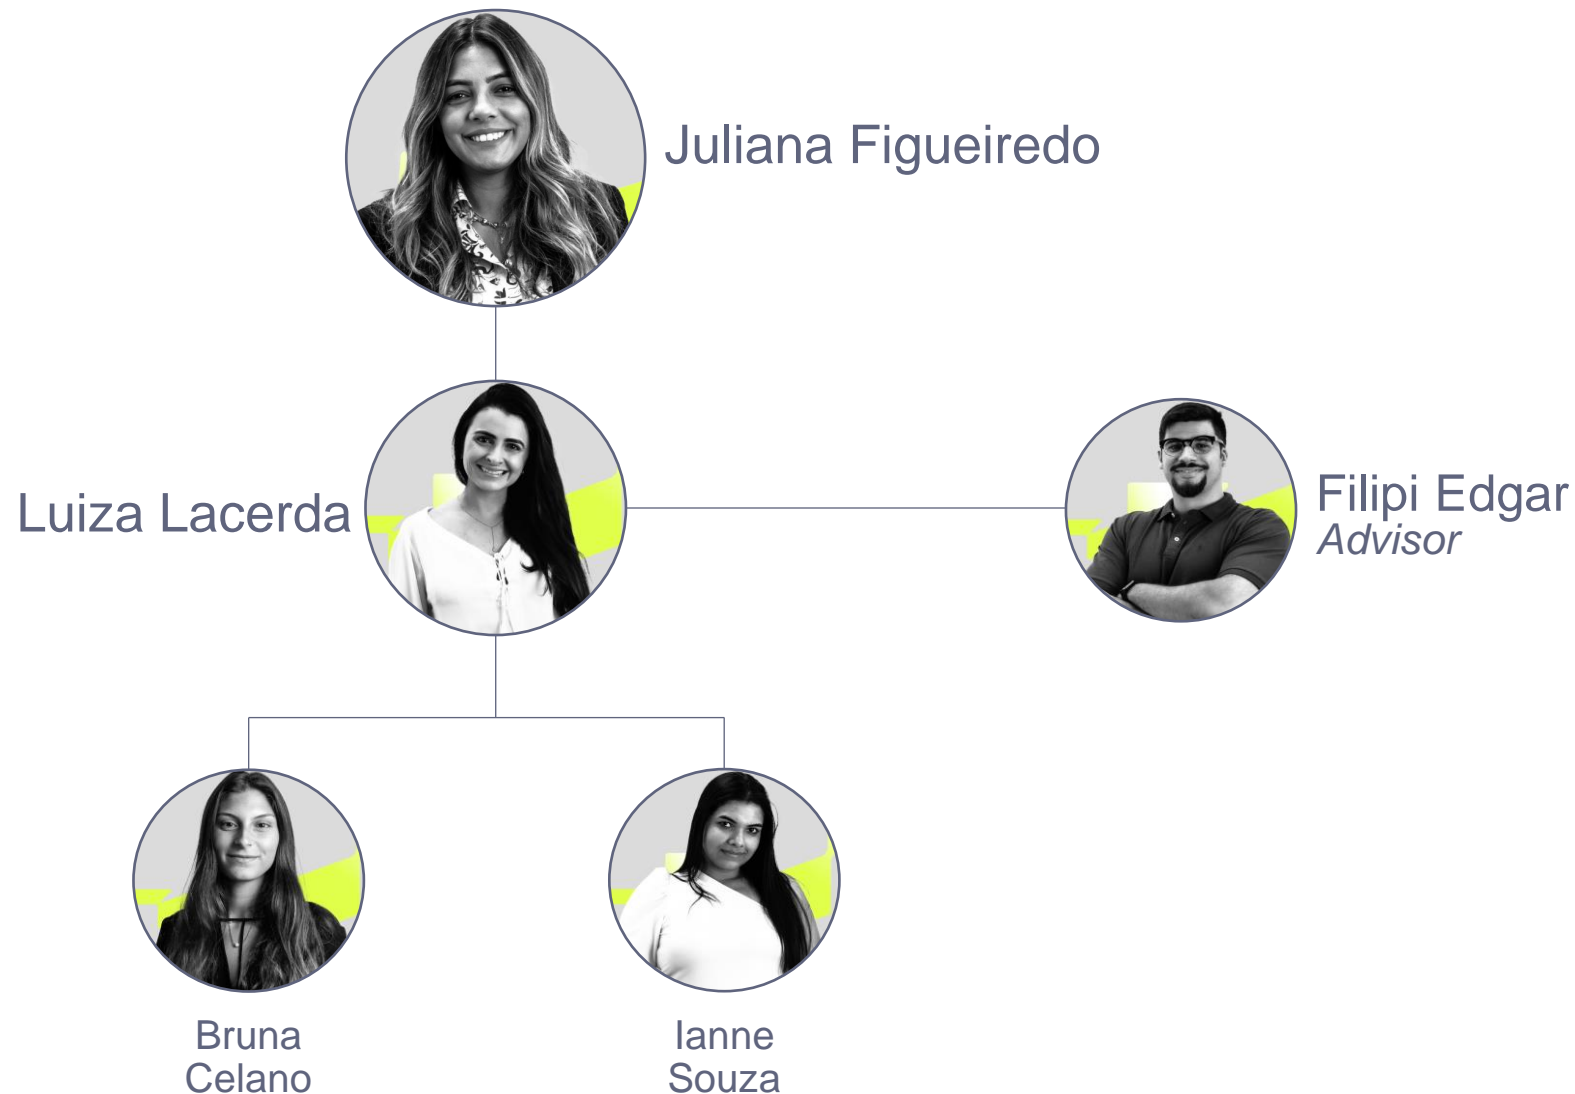 Juliana Figueiredo
Luiza Lacerda
Filipi Edgar
Advisor
Bruna
Celano
Ianne
Souza